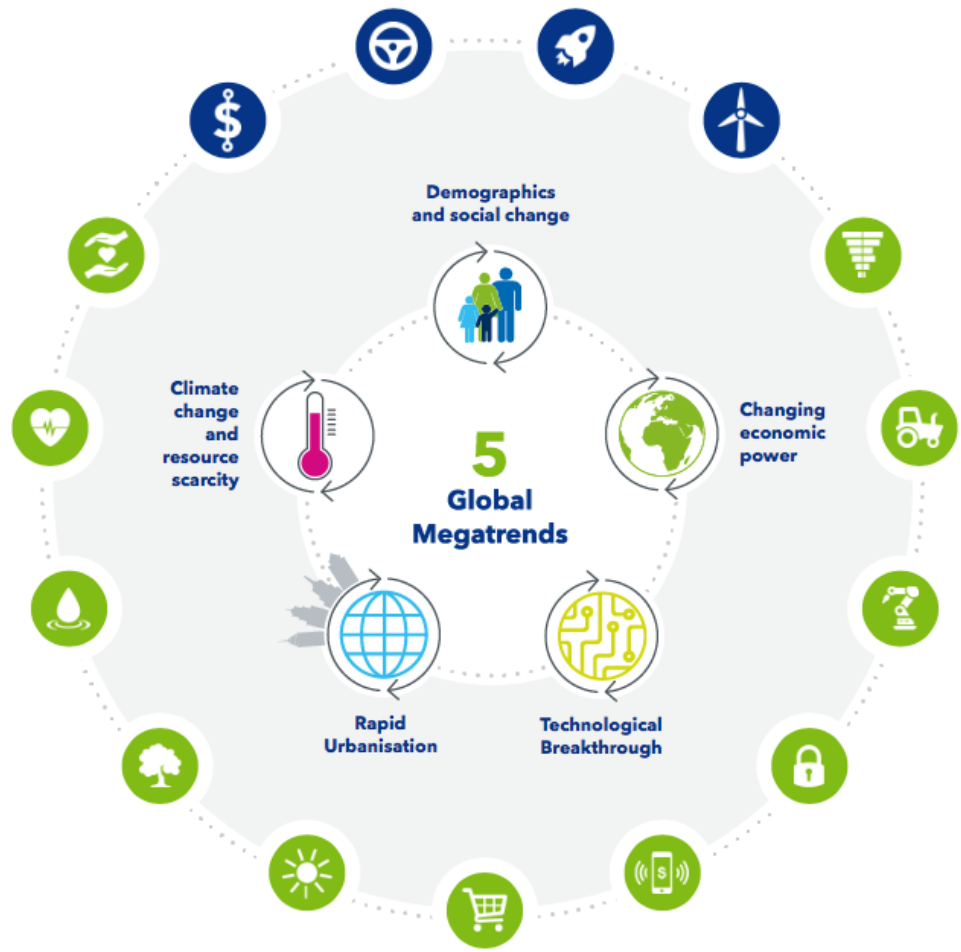 Demographics
and social change
Climate
change
and
resource
scarcity
Changing
economic
power
5
Global
Megatrends
Rapid
Urbanisation
Technological
Breakthrough
$
$